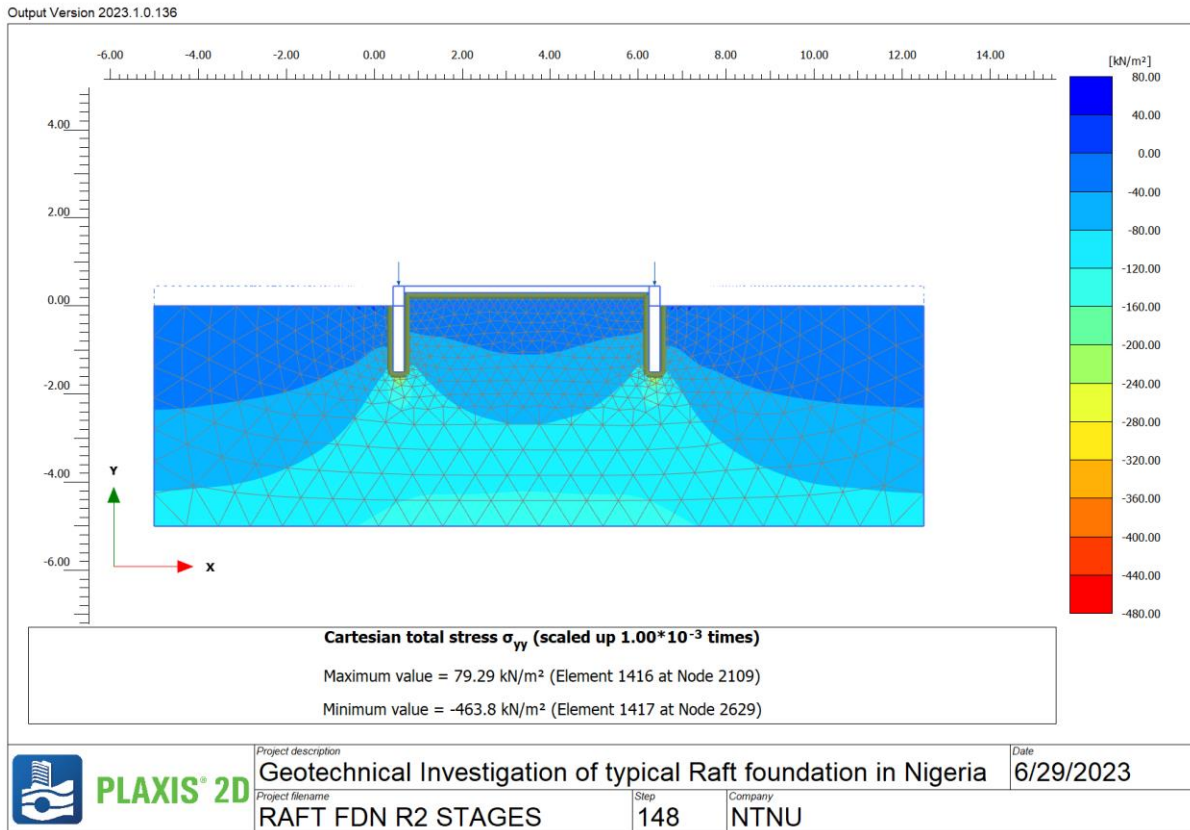 Output Version 2023.1.0.136
-6.00 -4.00 -2.00 0.00 2.00 4.00 6.00 8.00 10.00 12.00 14.00
[kN/m²]
80.00
40.00
0.00
-40.00
-80.00
-120.00
-160.00
-200.00
-240.00
-280.00
-320.00
-360.00
-400.00
-440.00
-480.00
4.00
2.00
0.00
-2.00
-4.00
-6.00
Y
X
Cartesian total stress σyy (scaled up 1.00*10-3 times)
Maximum value = 79.29 kN/m² (Element 1416 at Node 2109)
Minimum value = -463.8 kN/m² (Element 1417 at Node 2629)
PLAXIS® 2D
Project description
Geotechnical Investigation of typical Raft foundation in Nigeria
Date
6/29/2023
Project filename
RAFT FDN R2 STAGES
Step
148
Company
NTNU